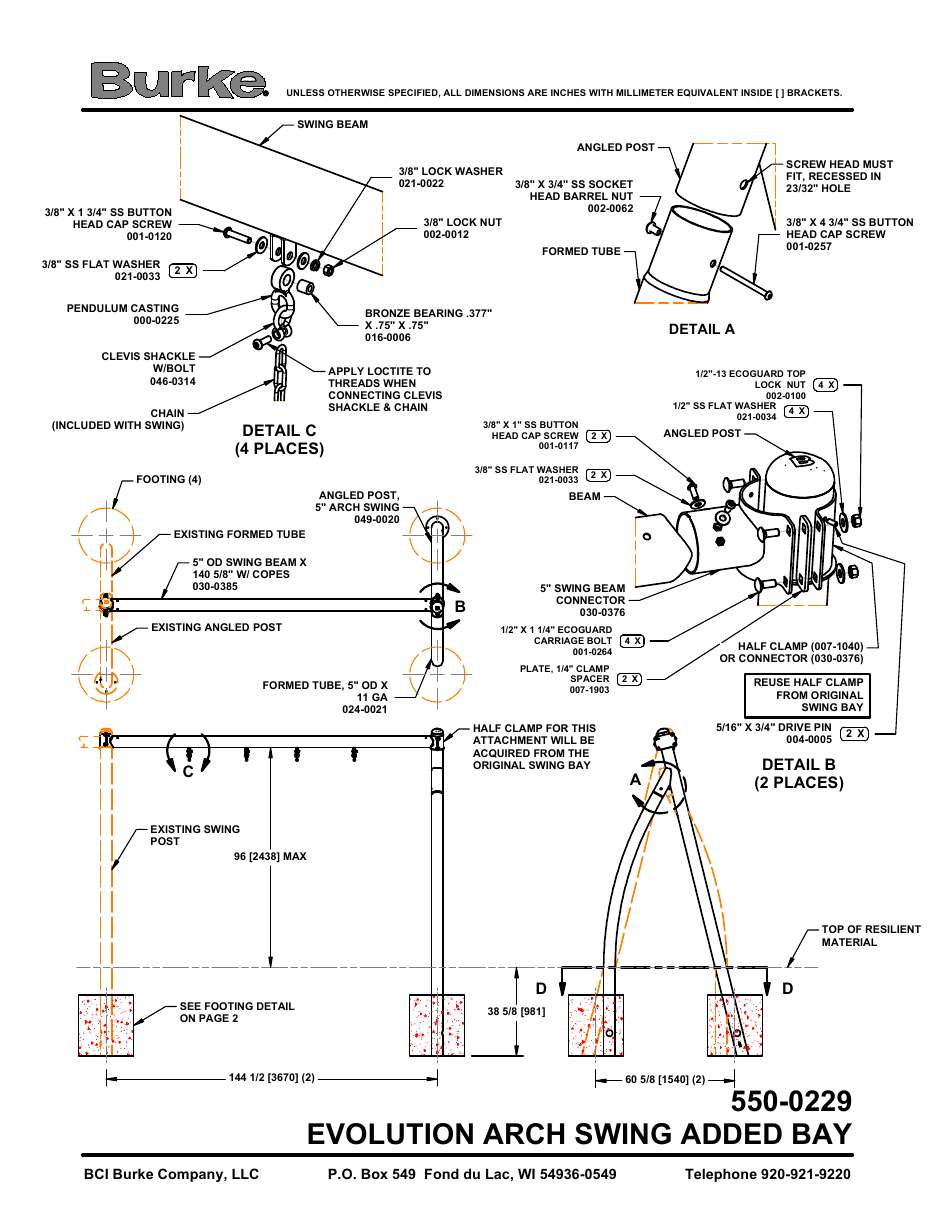 Burke
UNLESS OTHERWISE SPECIFIED, ALL DIMENSIONS ARE INCHES WITH MILLIMETER EQUIVALENT INSIDE [ ] BRACKETS.
SWING BEAM
3/8" LOCK WASHER
021-0022
3/8" X 1 3/4" SS BUTTON
HEAD CAP SCREW
001-0120
3/8" LOCK NUT
002-0012
3/8" SS FLAT WASHER
021-0033
2 X
PENDULUM CASTING
000-0225
BRONZE BEARING .377"
X .75" X .75"
016-0006
CLEVIS SHACKLE
W/BOLT
046-0314
APPLY LOCTITE TO
THREADS WHEN
CONNECTING CLEVIS
SHACKLE & CHAIN
CHAIN
(INCLUDED WITH SWING)
DETAIL C
(4 PLACES)
ANGLED POST
SCREW HEAD MUST
FIT, RECESSED IN
23/32" HOLE
3/8" X 3/4" SS SOCKET
HEAD BARREL NUT
002-0062
3/8" X 4 3/4" SS BUTTON
HEAD CAP SCREW
001-0257
FORMED TUBE
DETAIL A
1/2"-13 ECOGUARD TOP
LOCK NUT
002-0100
4 X
1/2" SS FLAT WASHER
021-0034
4 X
3/8" X 1" SS BUTTON
HEAD CAP SCREW
001-0117
2 X
ANGLED POST
3/8" SS FLAT WASHER
021-0033
2 X
BEAM
5" SWING BEAM
CONNECTOR
030-0376
1/2" X 1 1/4" ECOGUARD
CARRIAGE BOLT
001-0264
4 X
PLATE, 1/4" CLAMP
SPACER
007-1903
2 X
HALF CLAMP (007-1040)
OR CONNECTOR (030-0376)
REUSE HALF CLAMP
FROM ORIGINAL
SWING BAY
5/16" X 3/4" DRIVE PIN
004-0005
2 X
DETAIL B
(2 PLACES)
FOOTING (4)
ANGLED POST,
5" ARCH SWING
049-0020
EXISTING FORMED TUBE
5" OD SWING BEAM X
140 5/8" W/ COPES
030-0385
B
EXISTING ANGLED POST
FORMED TUBE, 5" OD X
11 GA
024-0021
HALF CLAMP FOR THIS
ATTACHMENT WILL BE
ACQUIRED FROM THE
ORIGINAL SWING BAY
C
A
EXISTING SWING
POST
96 [2438] MAX
TOP OF RESILIENT
MATERIAL
D
D
SEE FOOTING DETAIL
ON PAGE 2
38 5/8 [981]
144 1/2 [3670] (2)
60 5/8 [1540] (2)
550-0229
EVOLUTION ARCH SWING ADDED BAY
BCI Burke Company, LLC
P.O. Box 549 Fond du Lac, WI 54936-0549
Telephone 920-921-9220